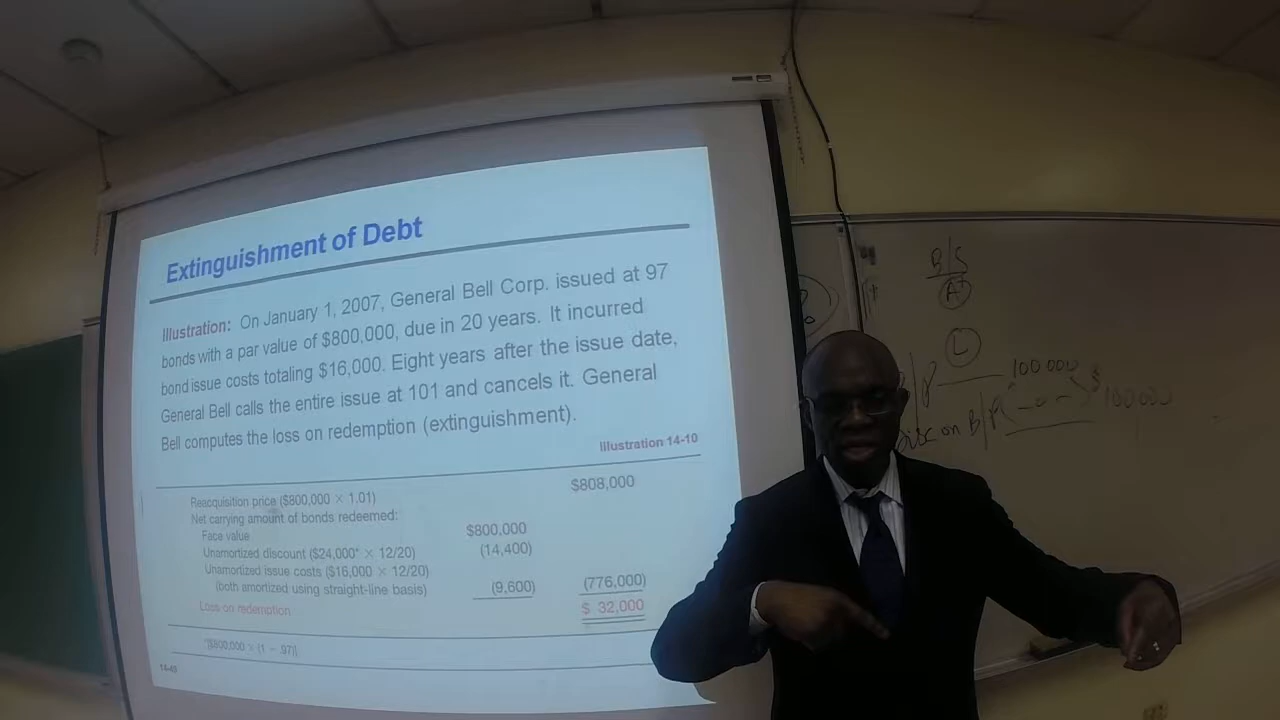 Extinguishment of Debt
Illustration: On January 1, 2007, General Bell Corp. issued at 97
bonds with a par value of $800,000, due in 20 years. It incurred
bond issue costs totaling $16,000. Eight years after the issue date,
General Bell calls the entire issue at 101 and cancels it. General
Bell computes the loss on redemption (extinguishment).
Illustration 14-10
Reacquisition price ($800,000 × 1.01) $808,000
Net carrying amount of bonds redeemed:
Face value $800,000
Unamortized discount ($24,000* × 12/20) (14,400)
Unamortized issue costs ($16,000 × 12/20)
(both amortized using straight-line basis) (9,600) (776,000)
Loss on redemption $ 32,000
*[$800,000 × (1 − .97)]
B/S
A
L
100 000
Disc on B/P (-0-) $100 000